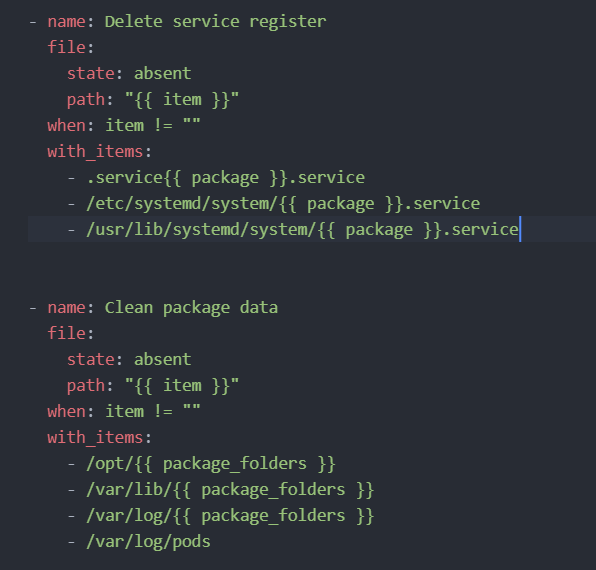 - name: Delete service register
  file:
    state: absent
    path: "{{ item }}"
  when: item != ""
  with_items:
    - .service{{ package }}.service
    - /etc/systemd/system/{{ package }}.service
    - /usr/lib/systemd/system/{{ package }}.service

- name: Clean package data
  file:
    state: absent
    path: "{{ item }}"
  when: item != ""
  with_items:
    - /opt/{{ package_folders }}
    - /var/lib/{{ package_folders }}
    - /var/log/{{ package_folders }}
    - /var/log/pods